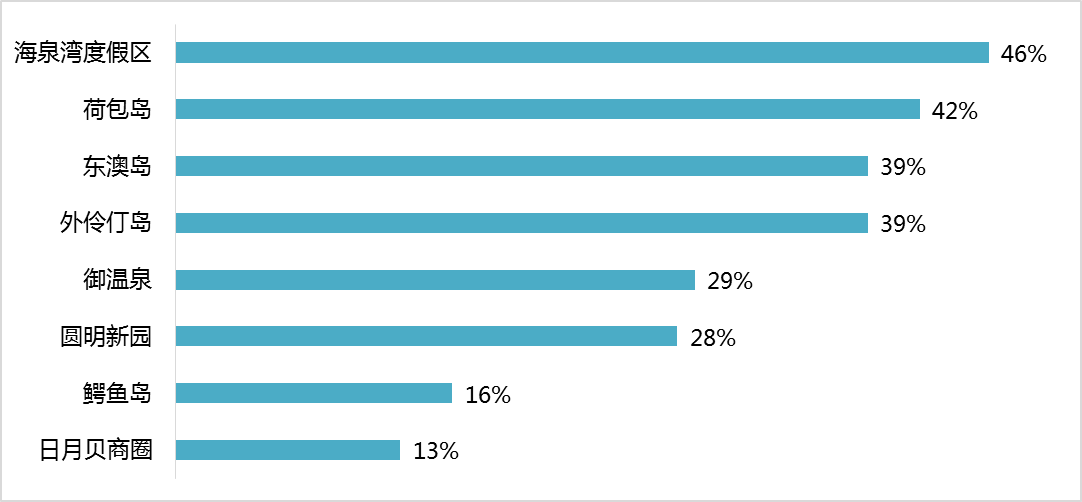 海泉湾度假区 46%
荷包岛 42%
东澳岛 39%
外伶仃岛 39%
御温泉 29%
圆明新园 28%
鳄鱼岛 16%
日月贝商圈 13%